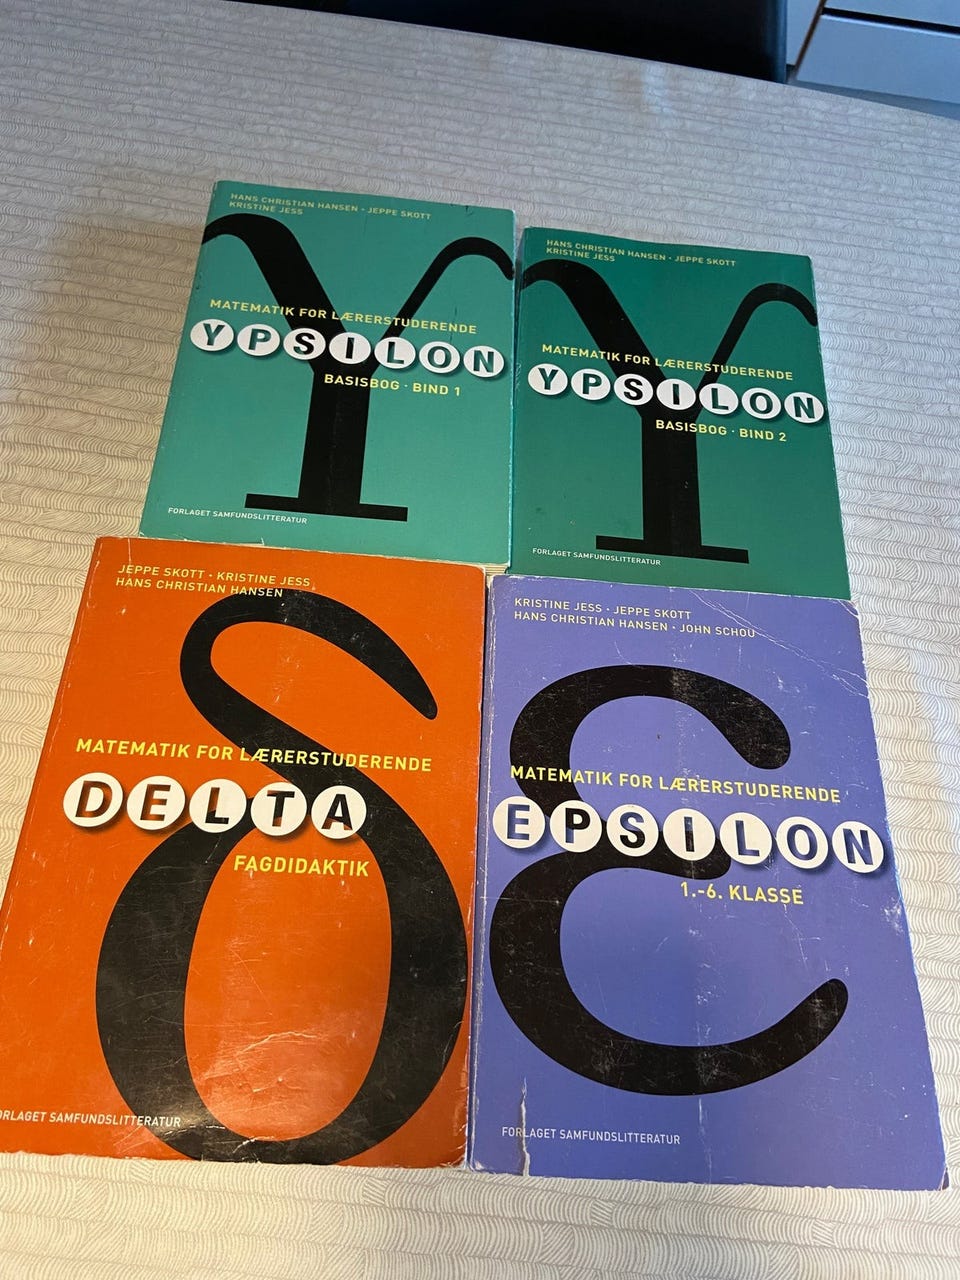 HANS CHRISTIAN HANSEN · JEPPE SKOTT
KRISTINE JESS
MATEMATIK FOR LÆRERSTUDERENDE
YPSILON
BASISBOG · BIND 1
FORLAGET SAMFUNDSLITTERATUR
HANS CHRISTIAN HANSEN · JEPPE SKOTT
KRISTINE JESS
MATEMATIK FOR LÆRERSTUDERENDE
YPSILON
BASISBOG · BIND 2
FORLAGET SAMFUNDSLITTERATUR
JEPPE SKOTT · KRISTINE JESS
HANS CHRISTIAN HANSEN
δ
MATEMATIK FOR LÆRERSTUDERENDE
DELTA
FAGDIDAKTIK
ORLAGET SAMFUNDSLITTERATUR
KRISTINE JESS · JEPPE SKOTT
HANS CHRISTIAN HANSEN · JOHN SCHOU
ε
MATEMATIK FOR LÆRERSTUDERENDE
EPSILON
1.-6. KLASSE
FORLAGET SAMFUNDSLITTERATUR